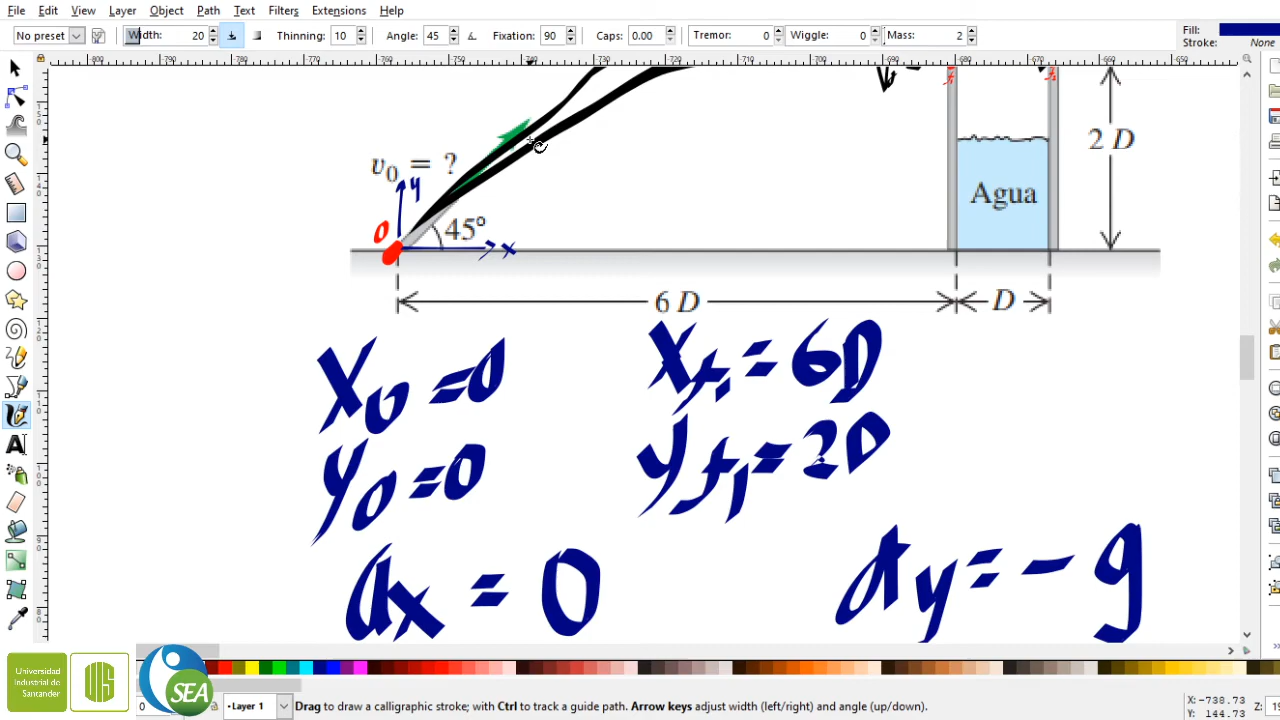 File Edit View Layer Object Path Text Filters Extensions Help
No preset Width: 20 Thinning: 10 Angle: 45 Fixation: 90 Caps: 0.00 Tremor: 0 Wiggle: 0 Mass: 2
Fill:
Stroke: None
v0 = ?
y
O
45°
x
Agua
2 D
6 D
D
x0 = 0
xf1 = 6D
y0 = 0
yf1 = 2D
ax = 0
ay = - g
Universidad
Industrial de
Santander
SEA
Layer 1
Drag to draw a calligraphic stroke; with Ctrl to track a guide path. Arrow keys adjust width (left/right) and angle (up/down).
X: -738.73
Y: 144.73
Z: